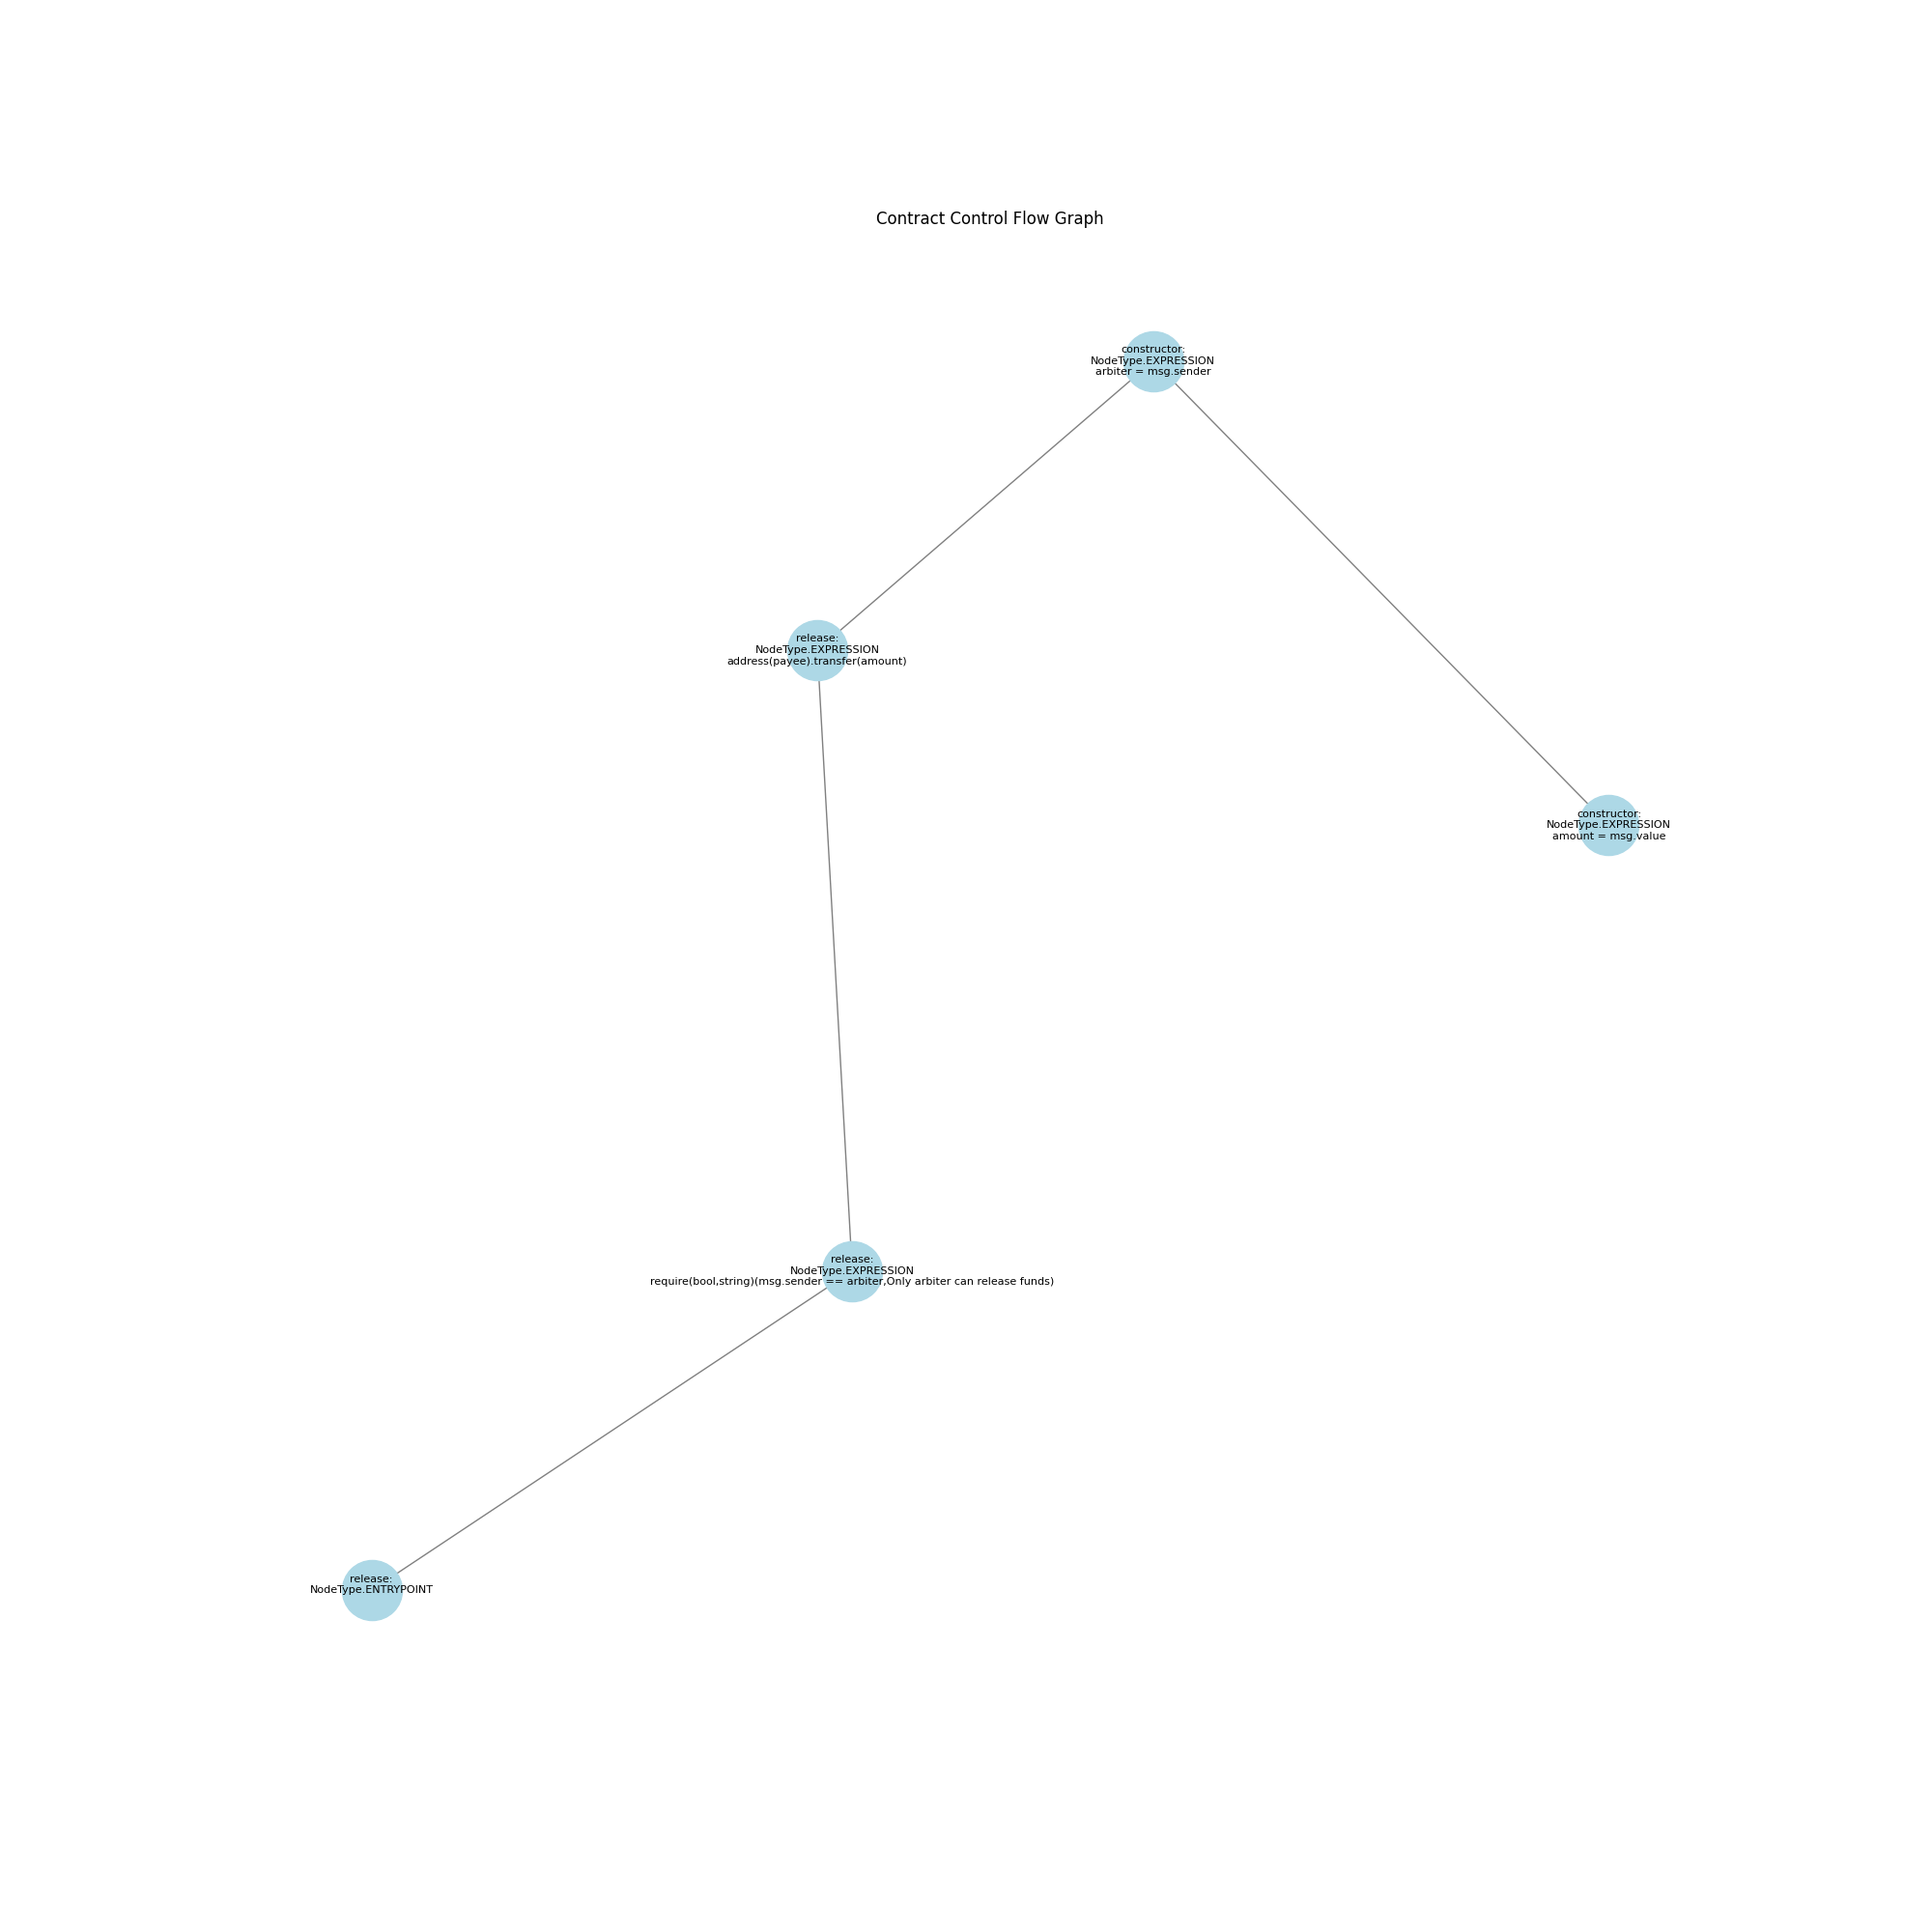 Contract Control Flow Graph
constructor:
NodeType.EXPRESSION
arbiter = msg.sender
release:
NodeType.EXPRESSION
address(payee).transfer(amount)
constructor:
NodeType.EXPRESSION
amount = msg.value
release:
NodeType.EXPRESSION
require(bool,string)(msg.sender == arbiter,Only arbiter can release funds)
release:
NodeType.ENTRYPOINT